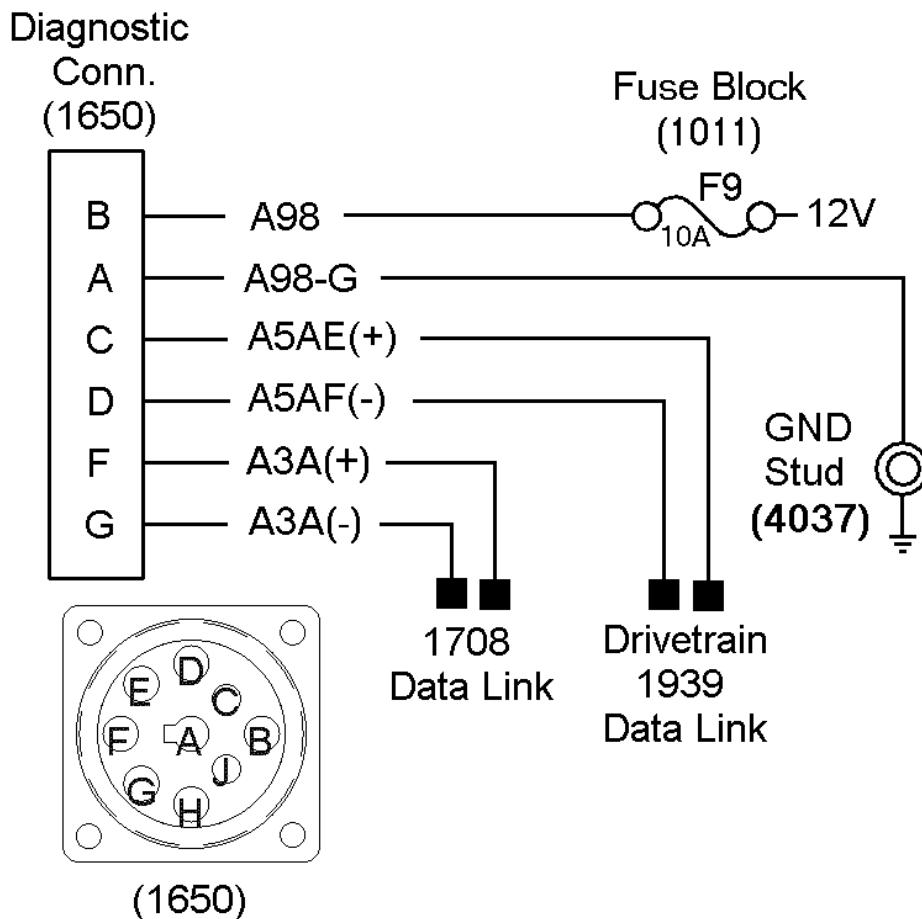 Diagnostic
Conn.
(1650)
Fuse Block
(1011)
F9
10A
12V
B A98
A A98-G
C A5AE(+)
D A5AF(-)
F A3A(+)
G A3A(-)
GND
Stud
(4037)
1708
Data Link
Drivetrain
1939
Data Link
D
E C
F A B
J
G
H
(1650)